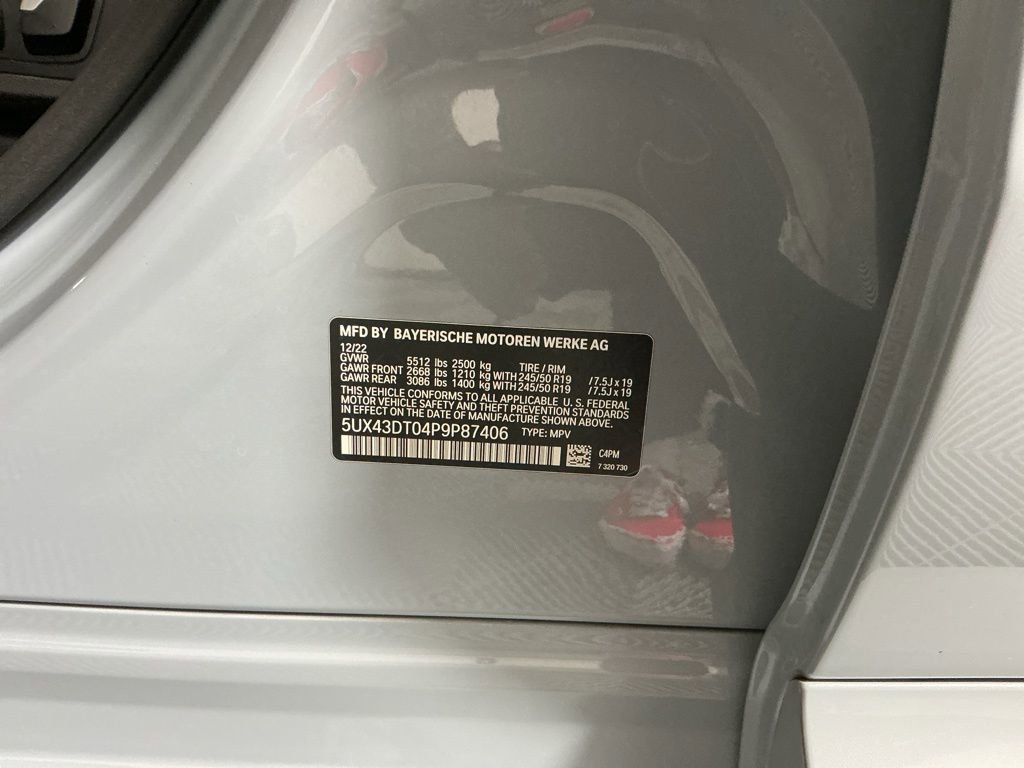 MFD BY BAYERISCHE MOTOREN WERKE AG
12/22
GVWR 5512 lbs 2500 kg TIRE / RIM
GAWR FRONT 2668 lbs 1210 kg WITH 245/50 R19 /7.5J x 19
GAWR REAR 3086 lbs 1400 kg WITH 245/50 R19 /7.5J x 19
THIS VEHICLE CONFORMS TO ALL APPLICABLE U.S. FEDERAL
MOTOR VEHICLE SAFETY AND THEFT PREVENTION STANDARDS
IN EFFECT ON THE DATE OF MANUFACTURE SHOWN ABOVE.
5UX43DT04P9P87406 TYPE: MPV
C4PM
7 320 730